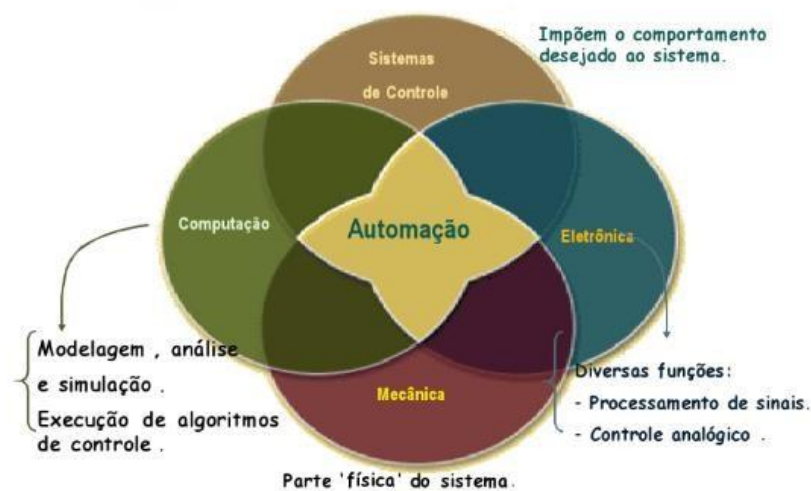 Impõem o comportamento
desejado ao sistema.
Sistemas
de Controle
Computação
Automação
Eletrônica
Modelagem , análise
e simulação .
Execução de algoritmos
de controle .
Diversas funções:
- Processamento de sinais.
- Controle analógico .
Mecânica
Parte 'física' do sistema.